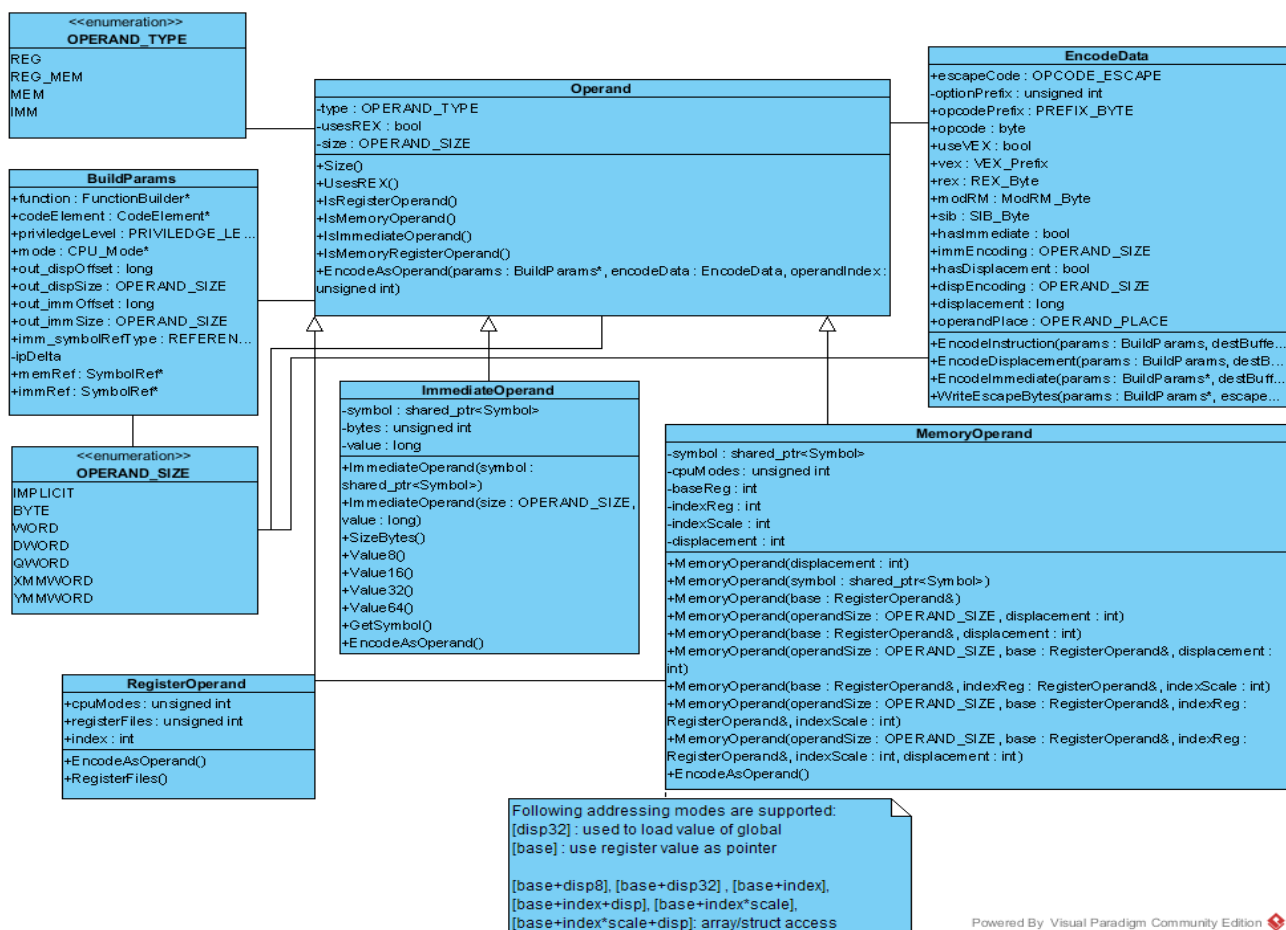 <<enumeration>>
OPERAND_TYPE
REG
REG_MEM
MEM
IMM
BuildParams
+function : FunctionBuilder*
+codeElement : CodeElement*
+priviledgeLevel : PRIVILEDGE_LE...
+mode : CPU_Mode*
+out_dispOffset : long
+out_dispSize : OPERAND_SIZE
+out_immOffset : long
+out_immSize : OPERAND_SIZE
+imm_symbolRefType : REFEREN...
-ipDelta
+memRef : SymbolRef*
+immRef : SymbolRef*
<<enumeration>>
OPERAND_SIZE
IMPLICIT
BYTE
WORD
DWORD
QWORD
XMMWORD
YMMWORD
Operand
-type : OPERAND_TYPE
-usesREX : bool
-size : OPERAND_SIZE
+Size()
+UsesREX()
+IsRegisterOperand()
+IsMemoryOperand()
+IsImmediateOperand()
+IsMemoryRegisterOperand()
+EncodeAsOperand(params : BuildParams*, encodeData : EncodeData, operandIndex :
unsigned int)
EncodeData
+escapeCode : OPCODE_ESCAPE
-optionPrefix : unsigned int
+opcodePrefix : PREFIX_BYTE
+opcode : byte
+useVEX : bool
+vex : VEX_Prefix
+rex : REX_Byte
+modRM : ModRM_Byte
+sib : SIB_Byte
+hasImmediate : bool
+immEncoding : OPERAND_SIZE
+hasDisplacement : bool
+dispEncoding : OPERAND_SIZE
+displacement : long
+operandPlace : OPERAND_PLACE
+EncodeInstruction(params : BuildParams, destBuffe...
+EncodeDisplacement(params : BuildParams, destB...
+EncodeImmediate(params : BuildParams*, destBuff...
+WriteEscapeBytes(params : BuildParams*, escape...
ImmediateOperand
-symbol : shared_ptr<Symbol>
-bytes : unsigned int
-value : long
+ImmediateOperand(symbol :
shared_ptr<Symbol>)
+ImmediateOperand(size : OPERAND_SIZE,
value : long)
+SizeBytes()
+Value8()
+Value16()
+Value32()
+Value64()
+GetSymbol()
+EncodeAsOperand()
MemoryOperand
-symbol : shared_ptr<Symbol>
-cpuModes : unsigned int
-baseReg : int
-indexReg : int
-indexScale : int
-displacement : int
+MemoryOperand(displacement : int)
+MemoryOperand(symbol : shared_ptr<Symbol>)
+MemoryOperand(base : RegisterOperand&)
+MemoryOperand(operandSize : OPERAND_SIZE, displacement : int)
+MemoryOperand(base : RegisterOperand&, displacement : int)
+MemoryOperand(operandSize : OPERAND_SIZE, base : RegisterOperand&, displacement :
int)
+MemoryOperand(base : RegisterOperand&, indexReg : RegisterOperand&, indexScale : int)
+MemoryOperand(operandSize : OPERAND_SIZE, base : RegisterOperand&, indexReg :
RegisterOperand&, indexScale : int)
+MemoryOperand(operandSize : OPERAND_SIZE, base : RegisterOperand&, indexReg :
RegisterOperand&, indexScale : int, displacement : int)
+EncodeAsOperand()
RegisterOperand
+cpuModes : unsigned int
+registerFiles : unsigned int
+index : int
+EncodeAsOperand()
+RegisterFiles()
Following addressing modes are supported:
[disp32] : used to load value of global
[base] : use register value as pointer
[base+disp8], [base+disp32] , [base+index],
[base+index+disp], [base+index*scale],
[base+index*scale+disp]: array/struct access
Powered By Visual Paradigm Community Edition